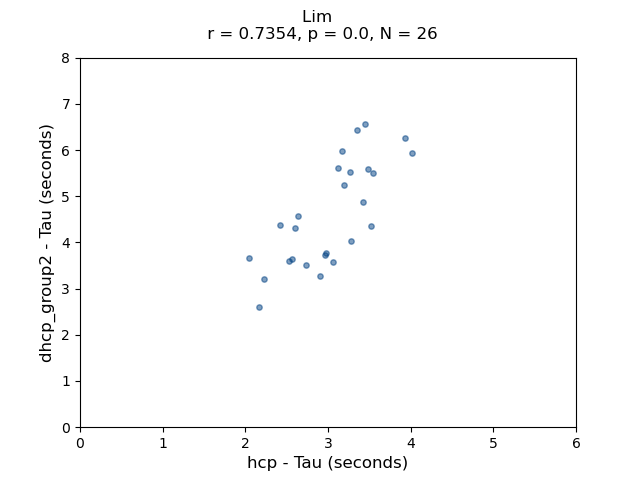 Lim
r = 0.7354, p = 0.0, N = 26
8
7
6
5
4
3
2
1
0
dhcp_group2 - Tau (seconds)
0 1 2 3 4 5 6
hcp - Tau (seconds)